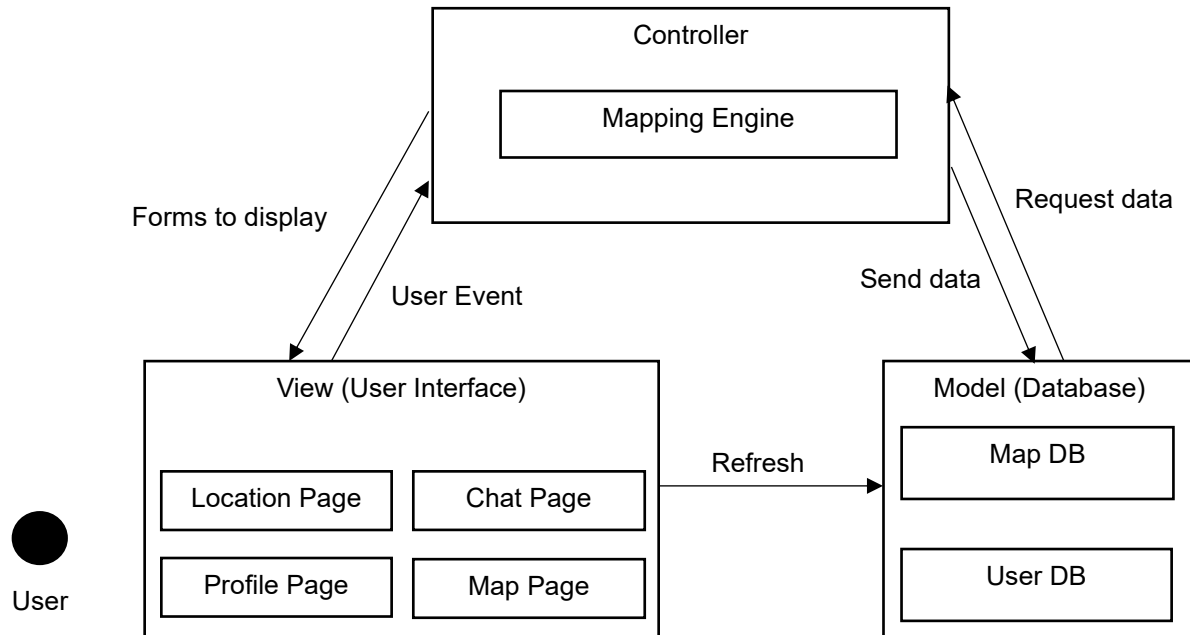 Controller
Mapping Engine
Forms to display
User Event
Request data
Send data
View (User Interface)
Location Page
Chat Page
Profile Page
Map Page
Refresh
Model (Database)
Map DB
User DB
User